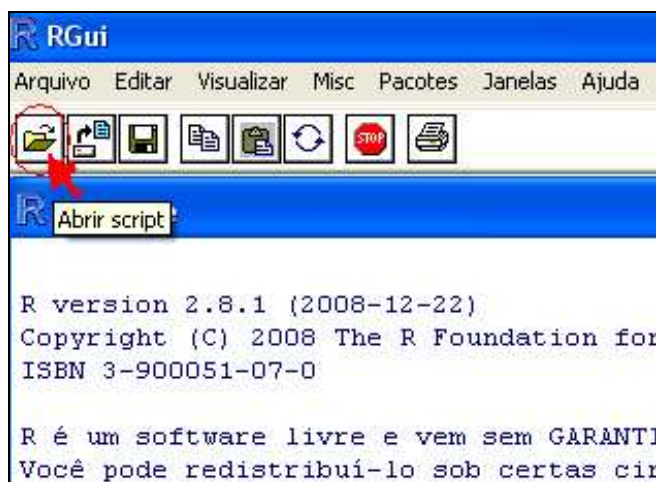 RGui
Arquivo Editar Visualizar Misc Pacotes Janelas Ajuda
STOP
Abrir script
R version 2.8.1 (2008-12-22)
Copyright (C) 2008 The R Foundation for
ISBN 3-900051-07-0
R é um software livre e vem sem GARANTI
Você pode redistribuí-lo sob certas cir